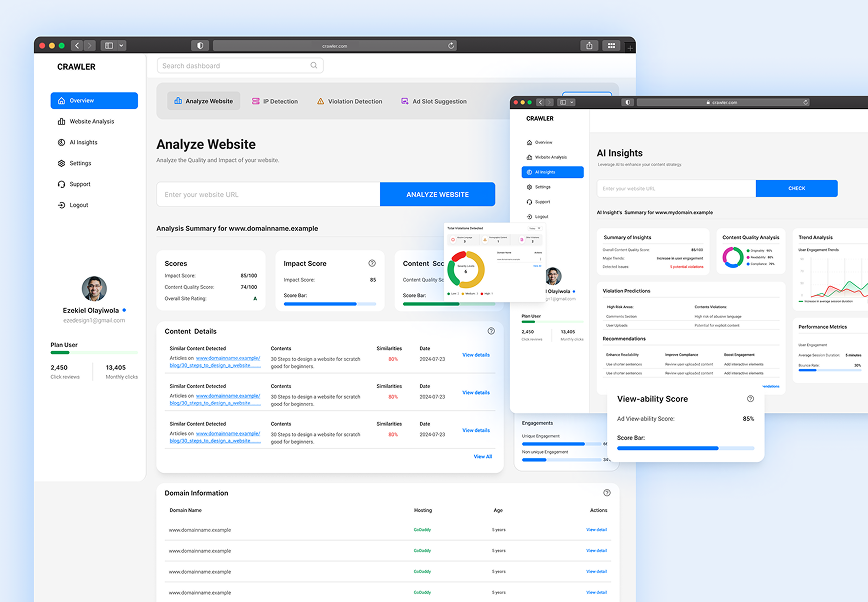 crawler.com
CRAWLER
Search dashboard
Overview
Website Analysis
AI Insights
Settings
Support
Logout
Ezekiel Olayiwola
ezedesign1@gmail.com
Plan User
2,450
13,405
Click reviews
Monthly clicks
Analyze Website
IP Detection
Violation Detection
Ad Slot Suggestion
Analyze Website
Analyze the Quality and Impact of your website.
Enter your website URL
ANALYZE WEBSITE
Analysis Summary for www.domainname.example
Scores
Impact Score:
85/100
Content Quality Score:
74/100
Overall Site Rating:
A
Impact Score
Impact Score:
85
Score Bar:
Content
Score Bar:
Content Details
Similar Content Detected
Contents
Similarities
Date
Articles on www.domainname.example/
blog/30_steps_to_design_a_website......
30 Steps to design a website for scratch
good for beginners.
80%
2024-07-23
View details
Similar Content Detected
Contents
Similarities
Date
Articles on www.domainname.example/
blog/30_steps_to_design_a_website......
30 Steps to design a website for scratch
good for beginners.
80%
2024-07-23
View details
Similar Content Detected
Contents
Similarities
Date
Articles on www.domainname.example/
blog/30_steps_to_design_a_website......
30 Steps to design a website for scratch
good for beginners.
80%
2024-07-23
View details
View All
Domain Information
Domain Name
Hosting
Age
Actions
www.domainname.example
GoDaddy
5 years
View detail
www.domainname.example
GoDaddy
5 years
View detail
www.domainname.example
GoDaddy
5 years
View detail
www.domainname.example
GoDaddy
5 years
View detail
Total Violations Detected
Engagements
Unique Engagement
Non-unique Engagement
crawler.com
CRAWLER
Overview
Website Analysis
AI Insights
Settings
Support
Logout
Plan User
2,450
13,405
Click reviews
Monthly clicks
AI Insights
Leverage AI to enhance your content strategy
Enter your website URL
CHECK
AI Insight's Summary for www.mydomain.example
Summary of Insights
Overall Content Quality Score:
85/100
Major Trends:
Increase in user engagement
Detected Issues:
3 potential violations
Content Quality Analysis
Trend Analysis
User Engagement Trends
Increase in average session duration
Violation Predictions
High Risk Areas:
Contents Violations:
Comments Section
High risk of abusive language
User Uploads
Potential for explicit content
Recommendations
Enhance Readability
Improve Compliance
Boost Engagement
Use shorter sentences
Review user uploaded content
Add interactive elements
Use shorter sentences
Review user uploaded content
Add interactive elements
Performance Metrics
User Engagement
Average Session Duration:
5 minutes
Bounce Rate:
20%
View-ability Score
Ad View-ability Score:
85%
Score Bar: